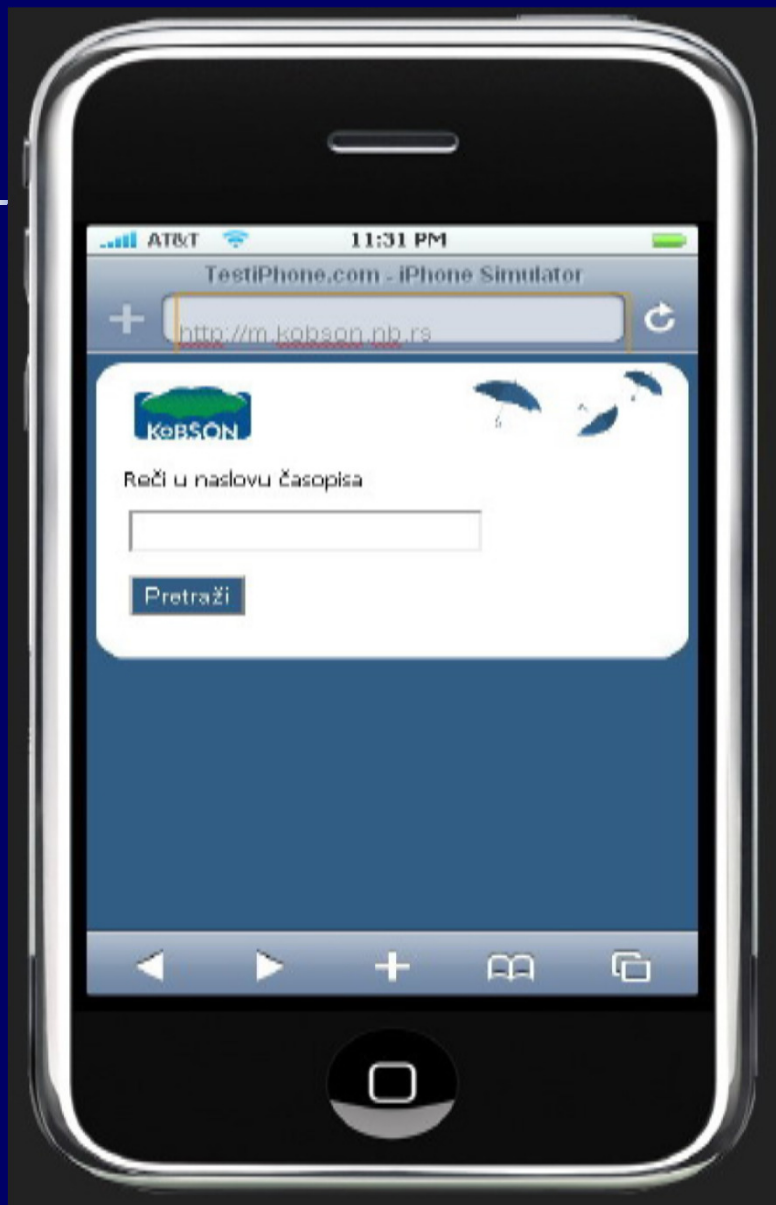 AT&T 11:31 PM
TestiPhone.com - iPhone Simulator
http://m.kobson.nb.rs
KoBSON
Reči u naslovu časopisa
Pretraži